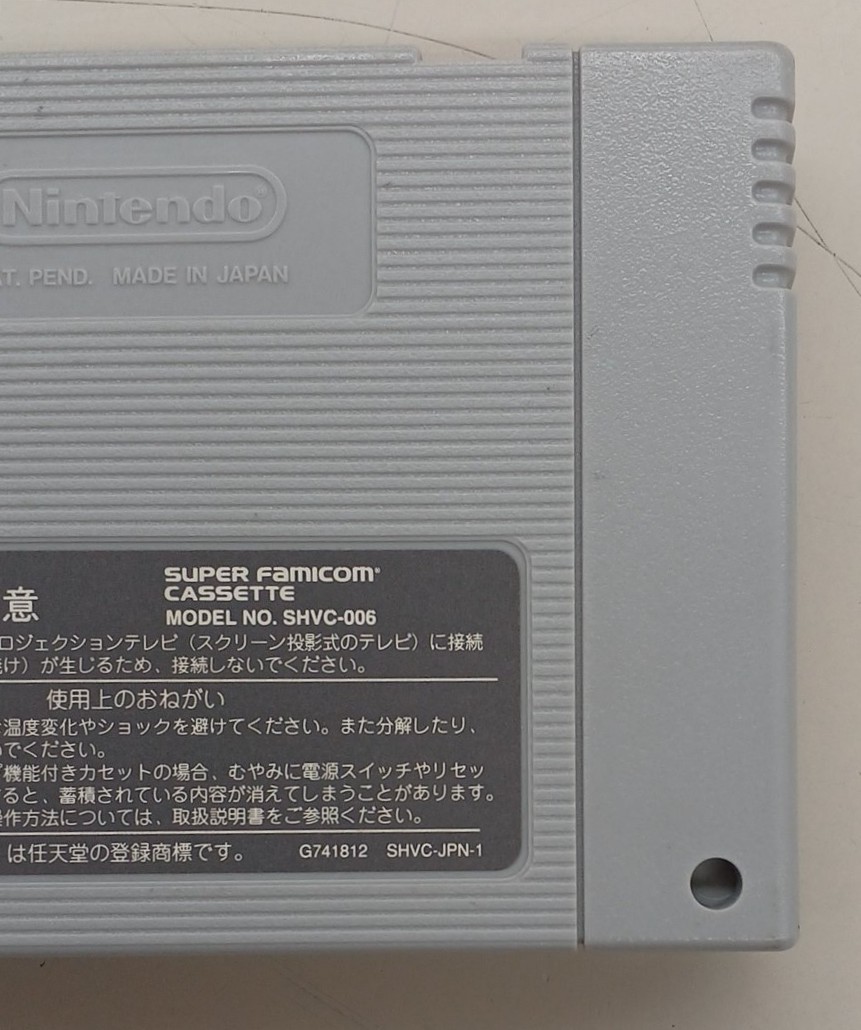 Nintendo®
T. PEND. MADE IN JAPAN
意
SUPER FAMICOM®
CASSETTE
MODEL NO. SHVC-006
ロジェクションテレビ（スクリーン投影式のテレビ）に接続
け）が生じるため、接続しないでください。
使用上のおねがい
温度変化やショックを避けてください。また分解したり、
でください。
機能付きカセットの場合、むやみに電源スイッチやリセッ
ると、蓄積されている内容が消えてしまうことがあります。
作方法については、取扱説明書をご参照ください。
は任天堂の登録商標です。 G741812 SHVC-JPN-1